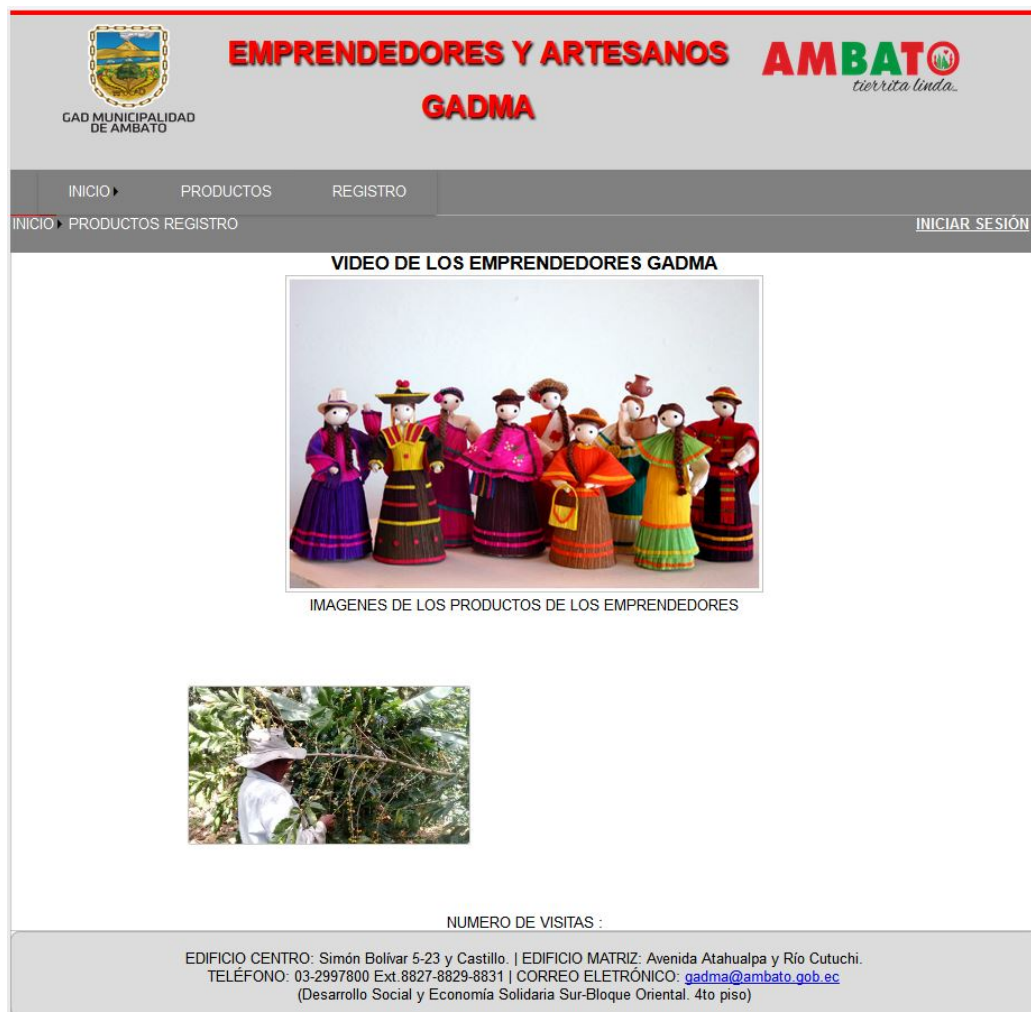 GAD MUNICIPALIDAD
DE AMBATO
EMPRENDEDORES Y ARTESANOS
GADMA
AMBATO
tierrita linda...
INICIO PRODUCTOS REGISTRO
INICIO PRODUCTOS REGISTRO INICIAR SESIÓN
VIDEO DE LOS EMPRENDEDORES GADMA
IMAGENES DE LOS PRODUCTOS DE LOS EMPRENDEDORES
NUMERO DE VISITAS :
EDIFICIO CENTRO: Simón Bolívar 5-23 y Castillo. | EDIFICIO MATRIZ: Avenida Atahualpa y Río Cutuchi.
TELÉFONO: 03-2997800 Ext.8827-8829-8831 | CORREO ELETRÓNICO: gadma@ambato.gob.ec
(Desarrollo Social y Economía Solidaria Sur-Bloque Oriental. 4to piso)